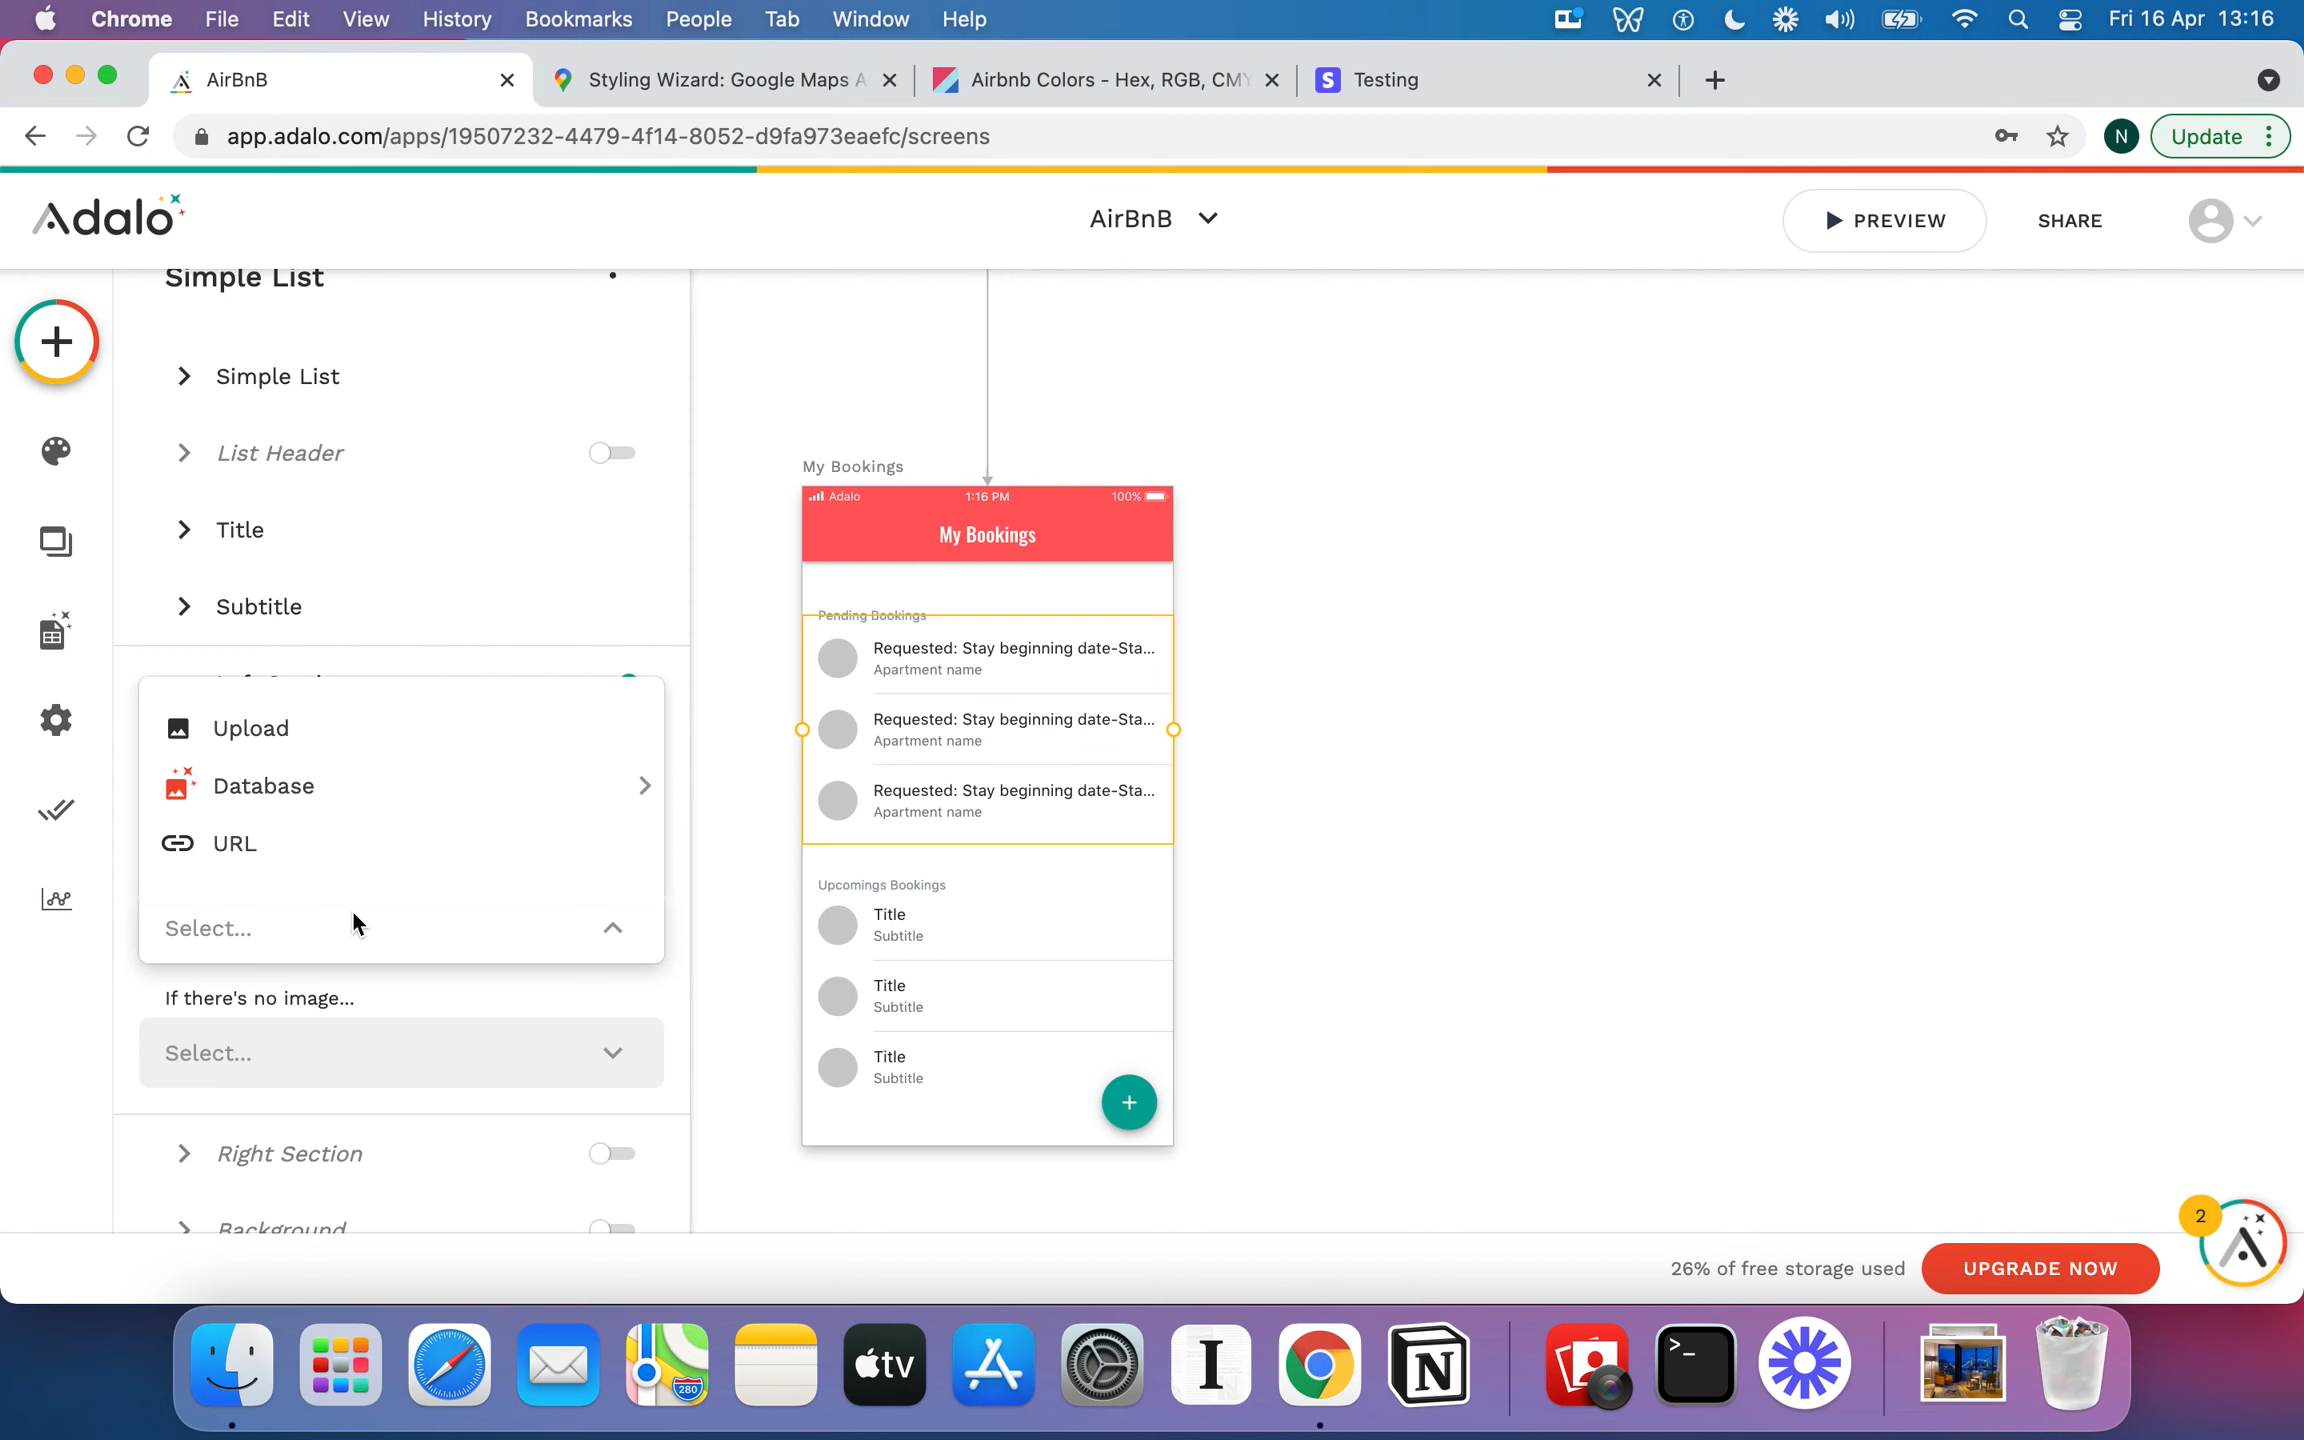 Chrome File Edit View History Bookmarks People Tab Window Help Fri 16 Apr 13:16
AirBnB Styling Wizard: Google Maps A Airbnb Colors - Hex, RGB, CMY Testing
app.adalo.com/apps/19507232-4479-4f14-8052-d9fa973eaefc/screens N Update
Adalo AirBnB PREVIEW SHARE
Simple List
Simple List
List Header
Title
Subtitle
Upload
Database
URL
Select...
If there's no image...
Select...
Right Section
Background
My Bookings
Adalo 1:16 PM 100%
My Bookings
Pending Bookings
Requested: Stay beginning date-Sta...
Apartment name
Requested: Stay beginning date-Sta...
Apartment name
Requested: Stay beginning date-Sta...
Apartment name
Upcomings Bookings
Title
Subtitle
Title
Subtitle
Title
Subtitle
2
26% of free storage used UPGRADE NOW
280
tv